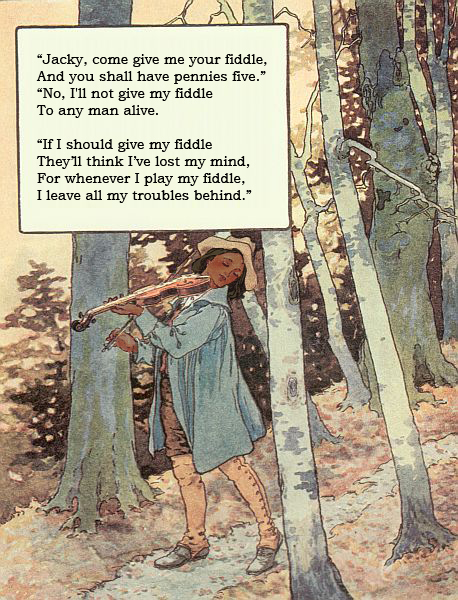 “Jacky, come give me your fiddle,
And you shall have pennies five.”
“No, I'll not give my fiddle
To any man alive.

“If I should give my fiddle
They’ll think I’ve lost my mind,
For whenever I play my fiddle,
I leave all my troubles behind.”